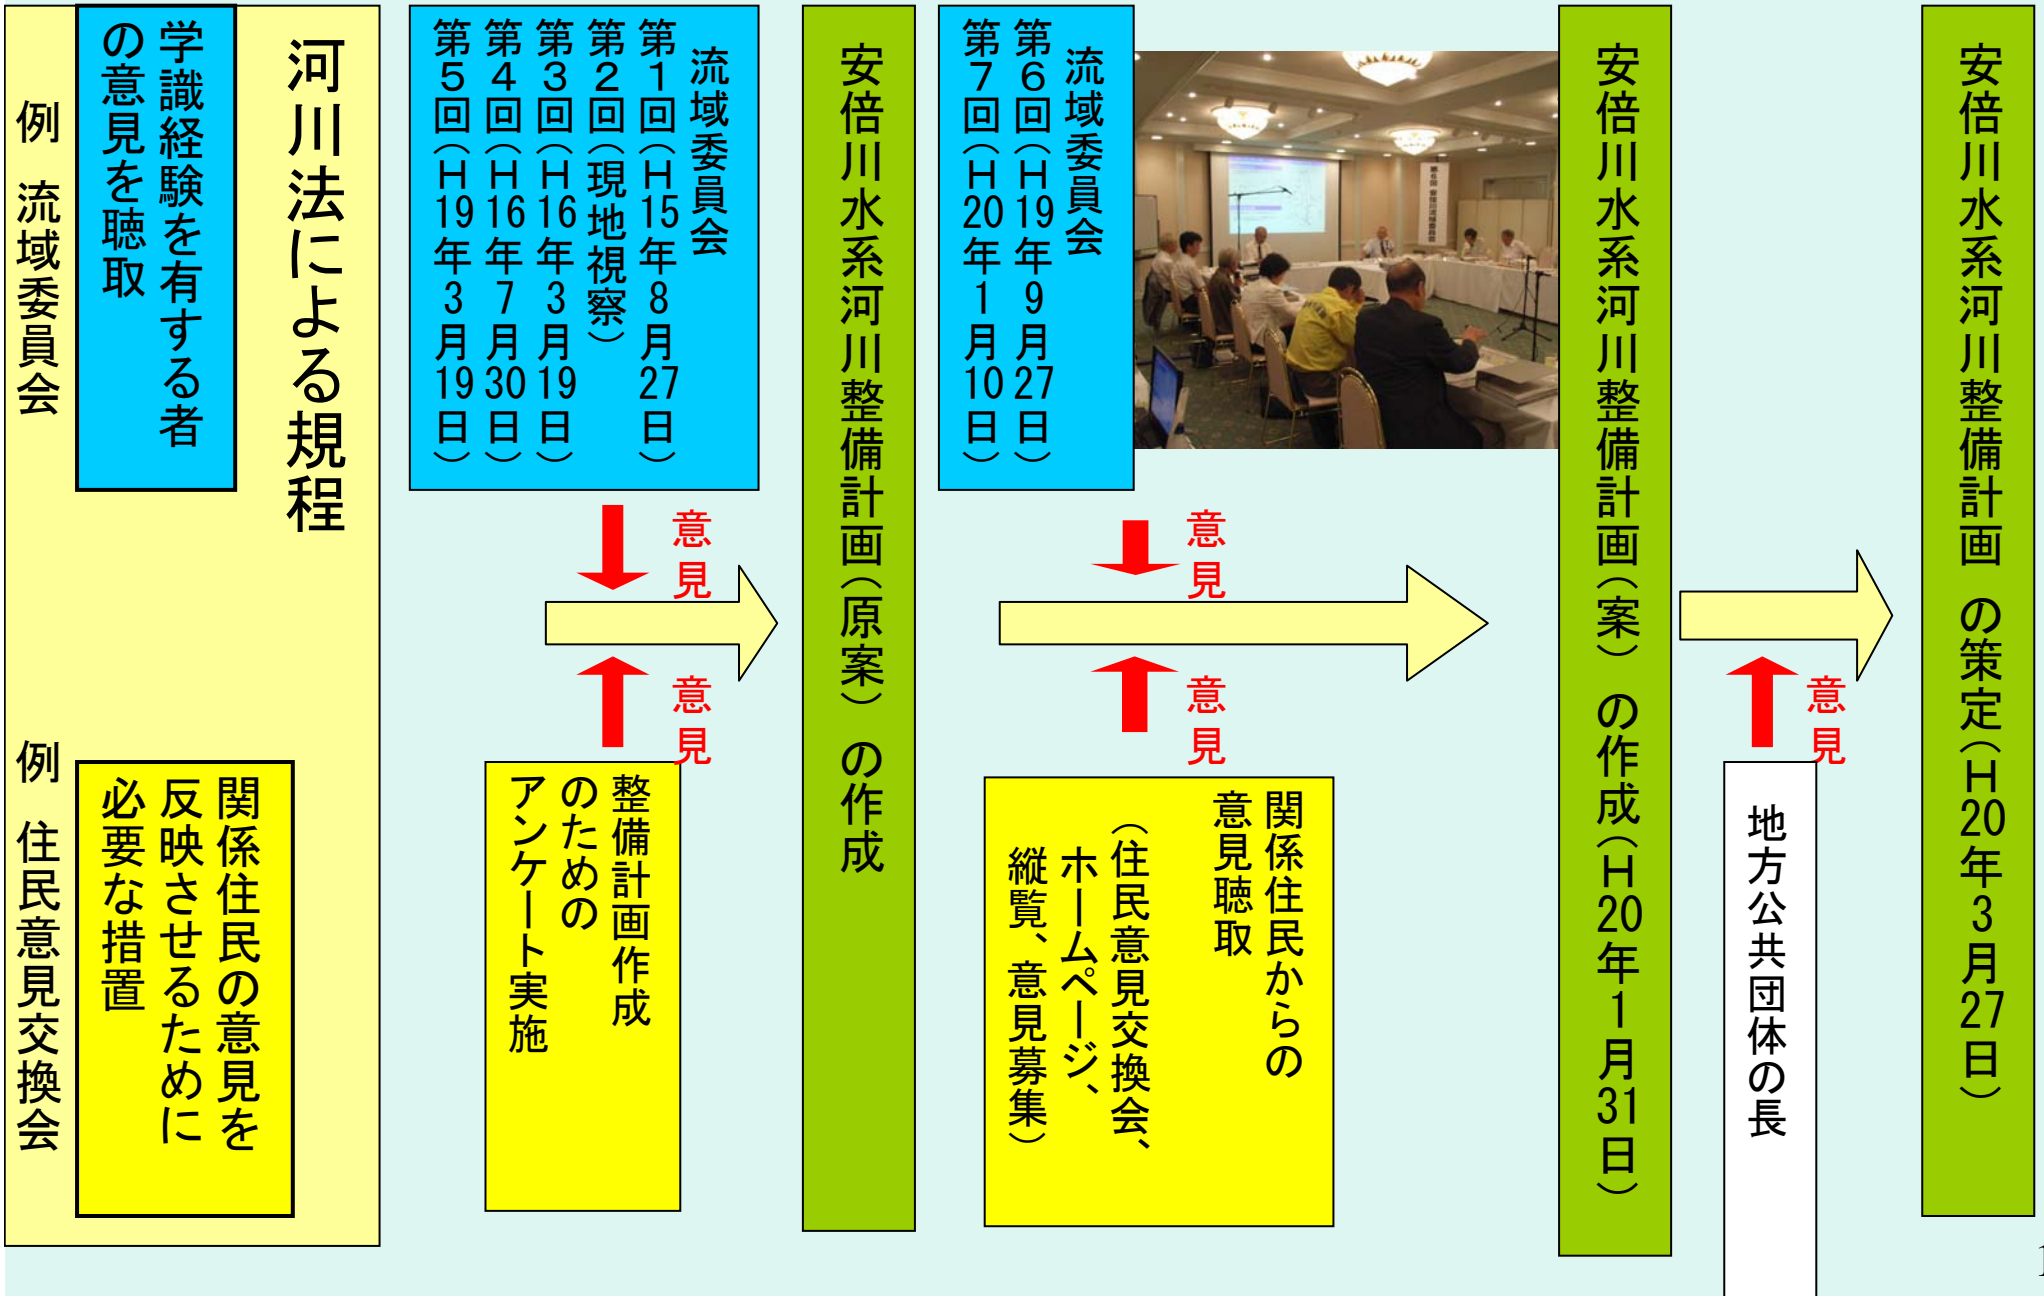 河川法による規程
学識経験を有する者
の意見を聴取
例 流域委員会
関係住民の意見を
反映させるために
必要な措置
例 住民意見交換会
流域委員会
第1回(H15年8月27日)
第2回(現地視察)
第3回(H16年3月19日)
第4回(H16年7月30日)
第5回(H19年3月19日)
意見
意見
整備計画作成
のための
アンケート実施
安倍川水系河川整備計画(原案) の作成
流域委員会
第6回(H19年9月27日)
第7回(H20年1月10日)
第6回 安倍川流域委員会
意見
意見
関係住民からの
意見聴取
(住民意見交換会、
ホームページ、
縦覧、意見募集)
安倍川水系河川整備計画(案) の作成(H20年1月31日)
意見
地方公共団体の長
安倍川水系河川整備計画 の策定(H20年3月27日)